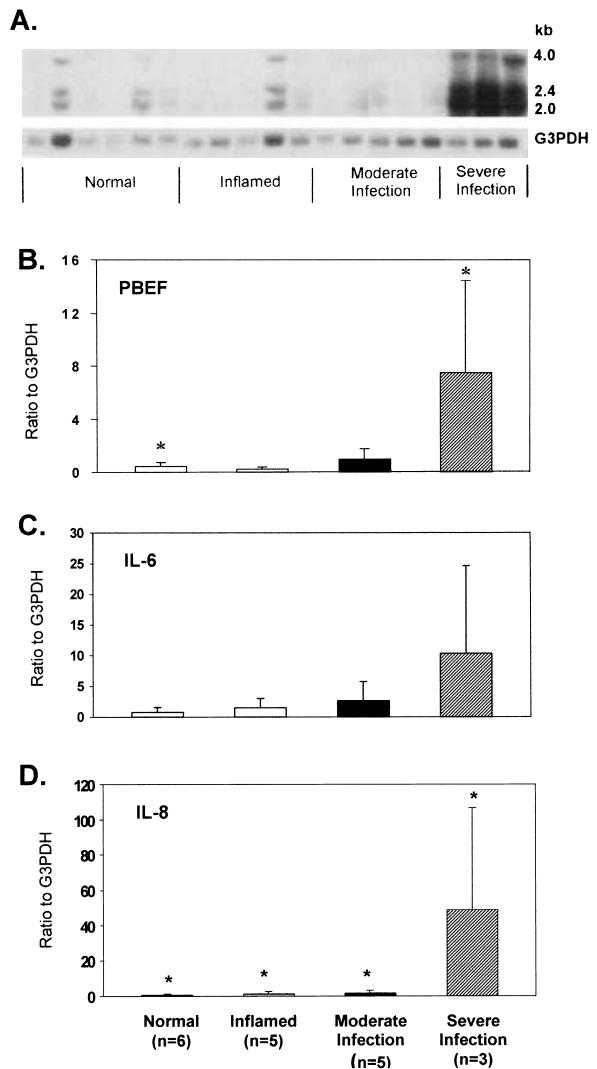 A.
kb
4.0
2.4
2.0
G3PDH
Normal
Inflamed
Moderate
Infection
Severe
Infection
B.
PBEF
Ratio to G3PDH
16
12
8
4
0
*
*
C.
IL-6
Ratio to G3PDH
30
25
20
15
10
5
0
D.
IL-8
Ratio to G3PDH
120
100
80
60
40
20
0
*
*
*
*
Normal
(n=6)
Inflamed
(n=5)
Moderate
Infection
(n=5)
Severe
Infection
(n=3)